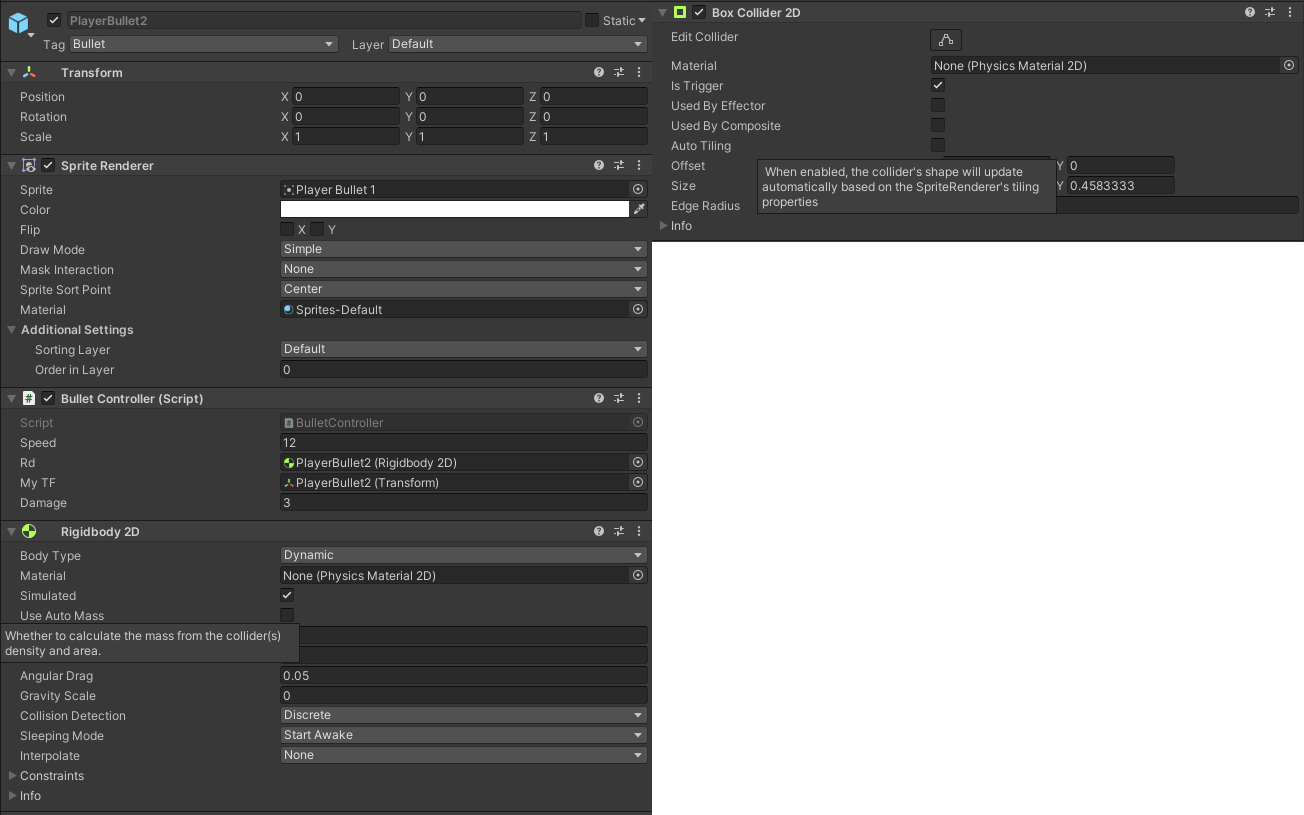 PlayerBullet2
Static
Tag Bullet Layer Default
Transform
Position X 0 Y 0 Z 0
Rotation X 0 Y 0 Z 0
Scale X 1 Y 1 Z 1
Sprite Renderer
Sprite Player Bullet 1
Color
Flip X Y
Draw Mode Simple
Mask Interaction None
Sprite Sort Point Center
Material Sprites-Default
Additional Settings
Sorting Layer Default
Order in Layer 0
# Bullet Controller (Script)
Script # BulletController
Speed 12
Rd PlayerBullet2 (Rigidbody 2D)
My TF PlayerBullet2 (Transform)
Damage 3
Rigidbody 2D
Body Type Dynamic
Material None (Physics Material 2D)
Simulated
Use Auto Mass
Whether to calculate the mass from the collider(s)
density and area.
Angular Drag 0.05
Gravity Scale 0
Collision Detection Discrete
Sleeping Mode Start Awake
Interpolate None
Constraints
Info
Box Collider 2D
Edit Collider
Material None (Physics Material 2D)
Is Trigger
Used By Effector
Used By Composite
Auto Tiling
Offset Y 0
Size Y 0.4583333
Edge Radius
When enabled, the collider's shape will update
automatically based on the SpriteRenderer's tiling
properties
Info